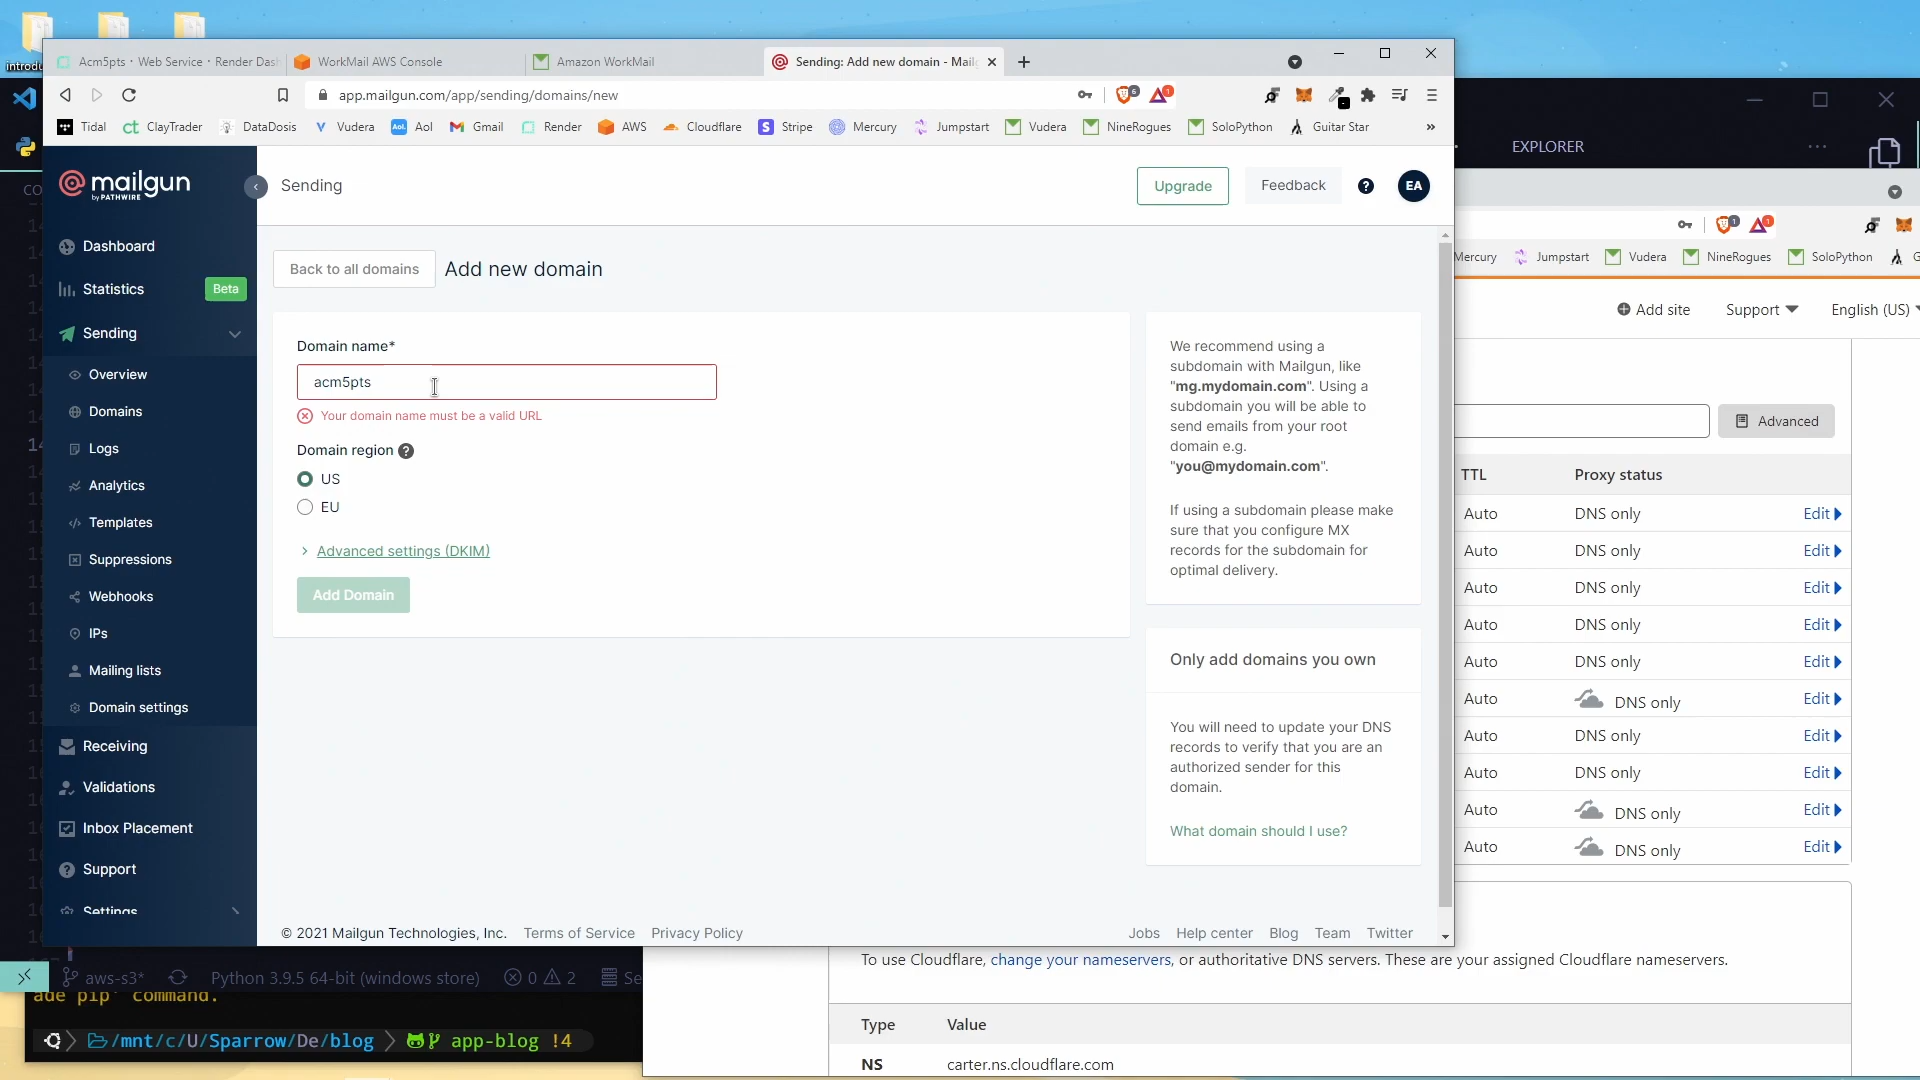 introdu
Acm5pts · Web Service · Render Das
WorkMail AWS Console
Amazon WorkMail
Sending: Add new domain - Mail
app.mailgun.com/app/sending/domains/new
6
1
Tidal
ClayTrader
DataDosis
Vudera
Aol
Gmail
Render
AWS
Cloudflare
Stripe
Mercury
Jumpstart
Vudera
NineRogues
SoloPython
Guitar Star
»
EXPLORER
mailgun
by PATHWIRE
Sending
Upgrade
Feedback
EA
Dashboard
Statistics
Beta
Sending
Overview
Domains
Logs
Analytics
Templates
Suppressions
Webhooks
IPs
Mailing lists
Domain settings
Receiving
Validations
Inbox Placement
Support
Settings
Back to all domains
Add new domain
Domain name*
acm5pts
Your domain name must be a valid URL
Domain region
US
EU
Advanced settings (DKIM)
Add Domain
We recommend using a
subdomain with Mailgun, like
"mg.mydomain.com". Using a
subdomain you will be able to
send emails from your root
domain e.g.
"you@mydomain.com".
If using a subdomain please make
sure that you configure MX
records for the subdomain for
optimal delivery.
Only add domains you own
You will need to update your DNS
records to verify that you are an
authorized sender for this
domain.
What domain should I use?
© 2021 Mailgun Technologies, Inc.
Terms of Service
Privacy Policy
Jobs
Help center
Blog
Team
Twitter
1
1
Mercury
Jumpstart
Vudera
NineRogues
SoloPython
G
Add site
Support
English (US)
Advanced
TTL
Proxy status
Auto DNS only Edit
Auto DNS only Edit
Auto DNS only Edit
Auto DNS only Edit
Auto DNS only Edit
Auto DNS only Edit
Auto DNS only Edit
Auto DNS only Edit
Auto DNS only Edit
Auto DNS only Edit
To use Cloudflare, change your nameservers, or authoritative DNS servers. These are your assigned Cloudflare nameservers.
Type
Value
NS
carter.ns.cloudflare.com
CO
aws-s3*
Python 3.9.5 64-bit (windows store)
0
2
Se
ade pip' command.
/mnt/c/U/Sparrow/De/blog
app-blog !4